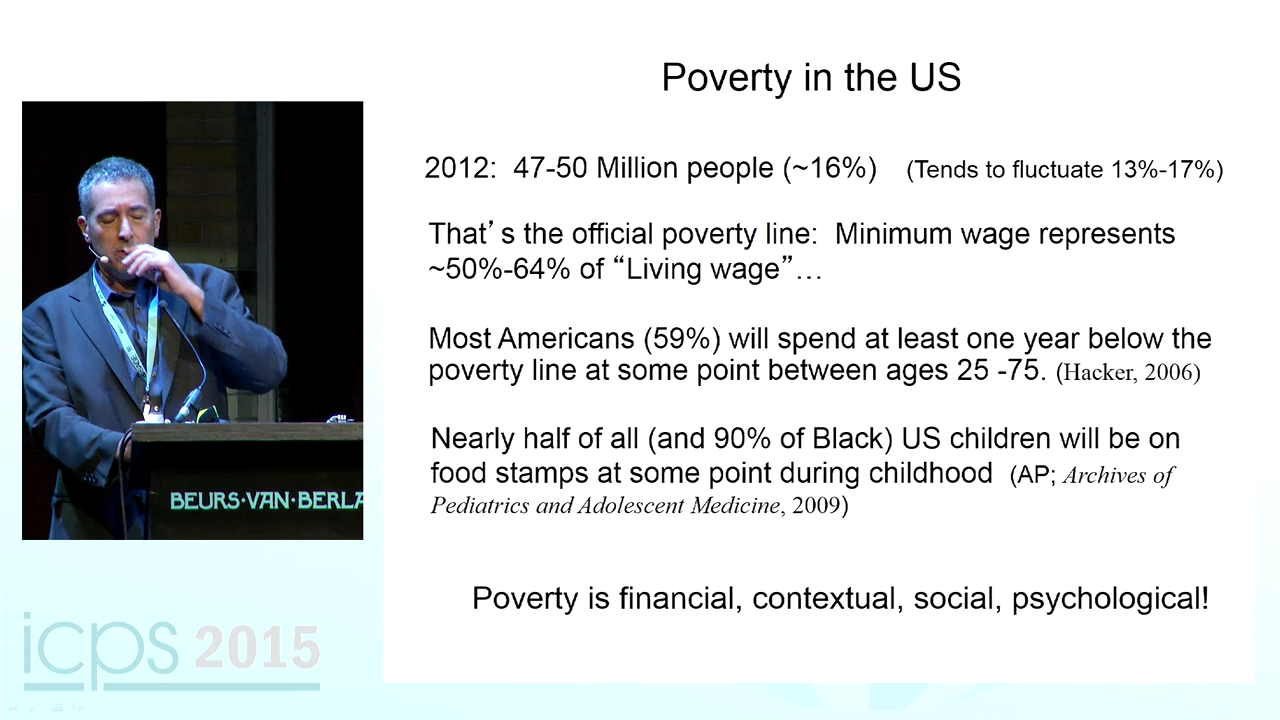 Poverty in the US
2012: 47-50 Million people (~16%) (Tends to fluctuate 13%-17%)
That’s the official poverty line: Minimum wage represents
~50%-64% of “Living wage”…
Most Americans (59%) will spend at least one year below the
poverty line at some point between ages 25 -75. (Hacker, 2006)
Nearly half of all (and 90% of Black) US children will be on
food stamps at some point during childhood (AP; Archives of
Pediatrics and Adolescent Medicine, 2009)
Poverty is financial, contextual, social, psychological!
BEURS·VAN·BERLA
icps 2015